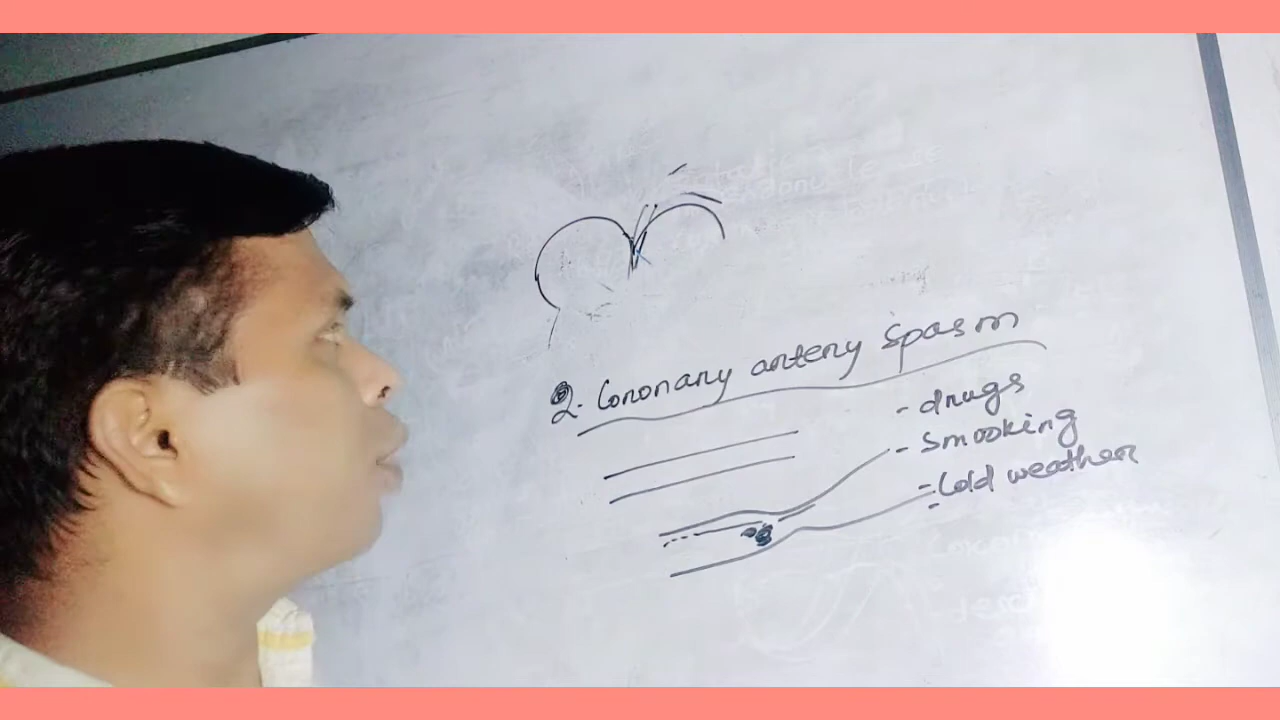 2. Coronary artery spasm
- drugs
- smooking
- Cold weather
-